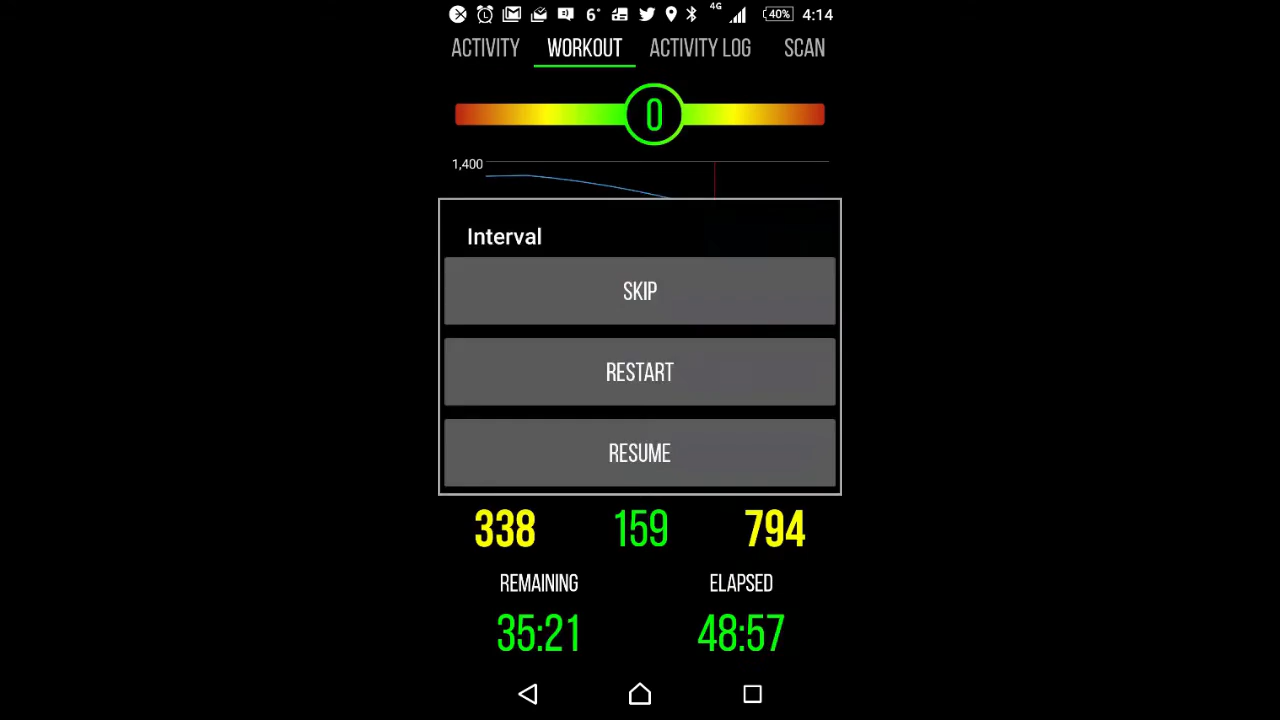 6° 4G 40% 4:14
ACTIVITY WORKOUT ACTIVITY LOG SCAN
0
1,400
Interval
SKIP
RESTART
RESUME
338 159 794
REMAINING ELAPSED
35:21 48:57